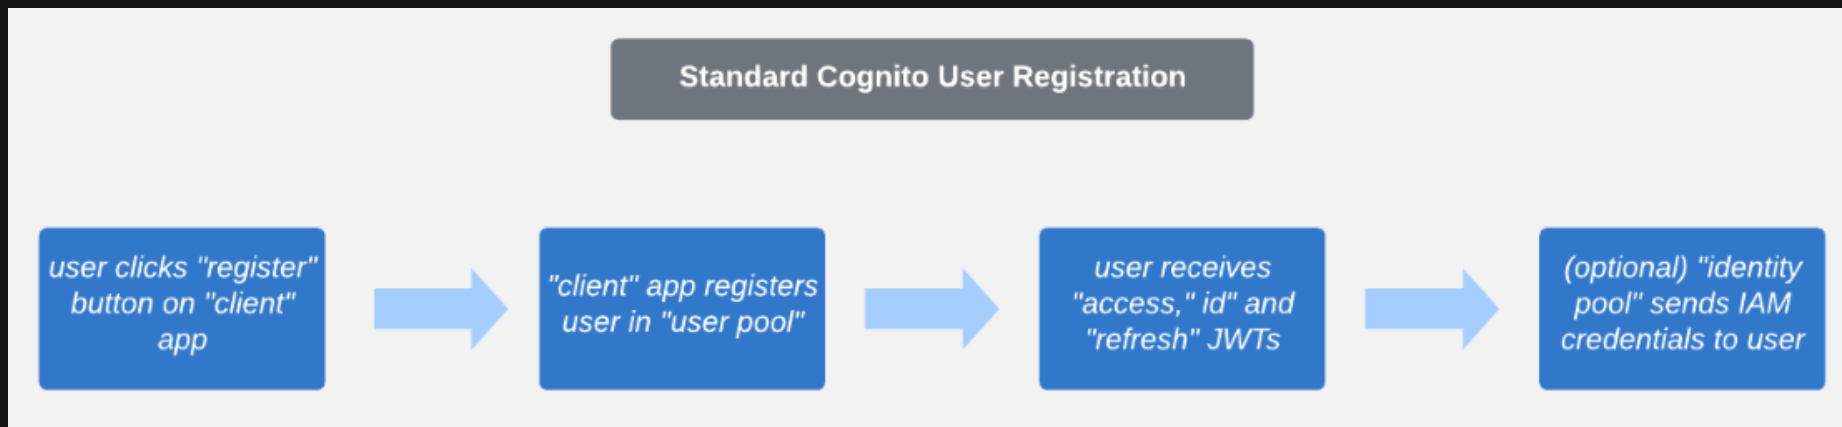 Standard Cognito User Registration
user clicks "register"
button on "client"
app
"client" app registers
user in "user pool"
user receives
"access," id" and
"refresh" JWTs
(optional) "identity
pool" sends IAM
credentials to user